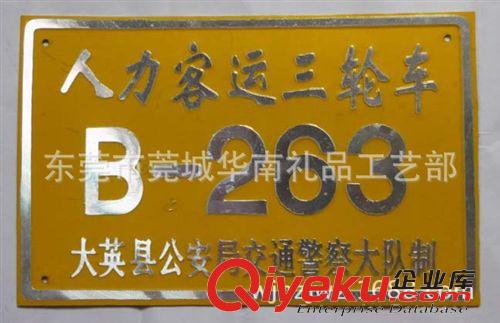 人力客运三轮车
东莞市莞城华南礼品工艺部
B-263
大英县公安局交通警察大队制
企业库
Qiyeku.com
Enterprise Database